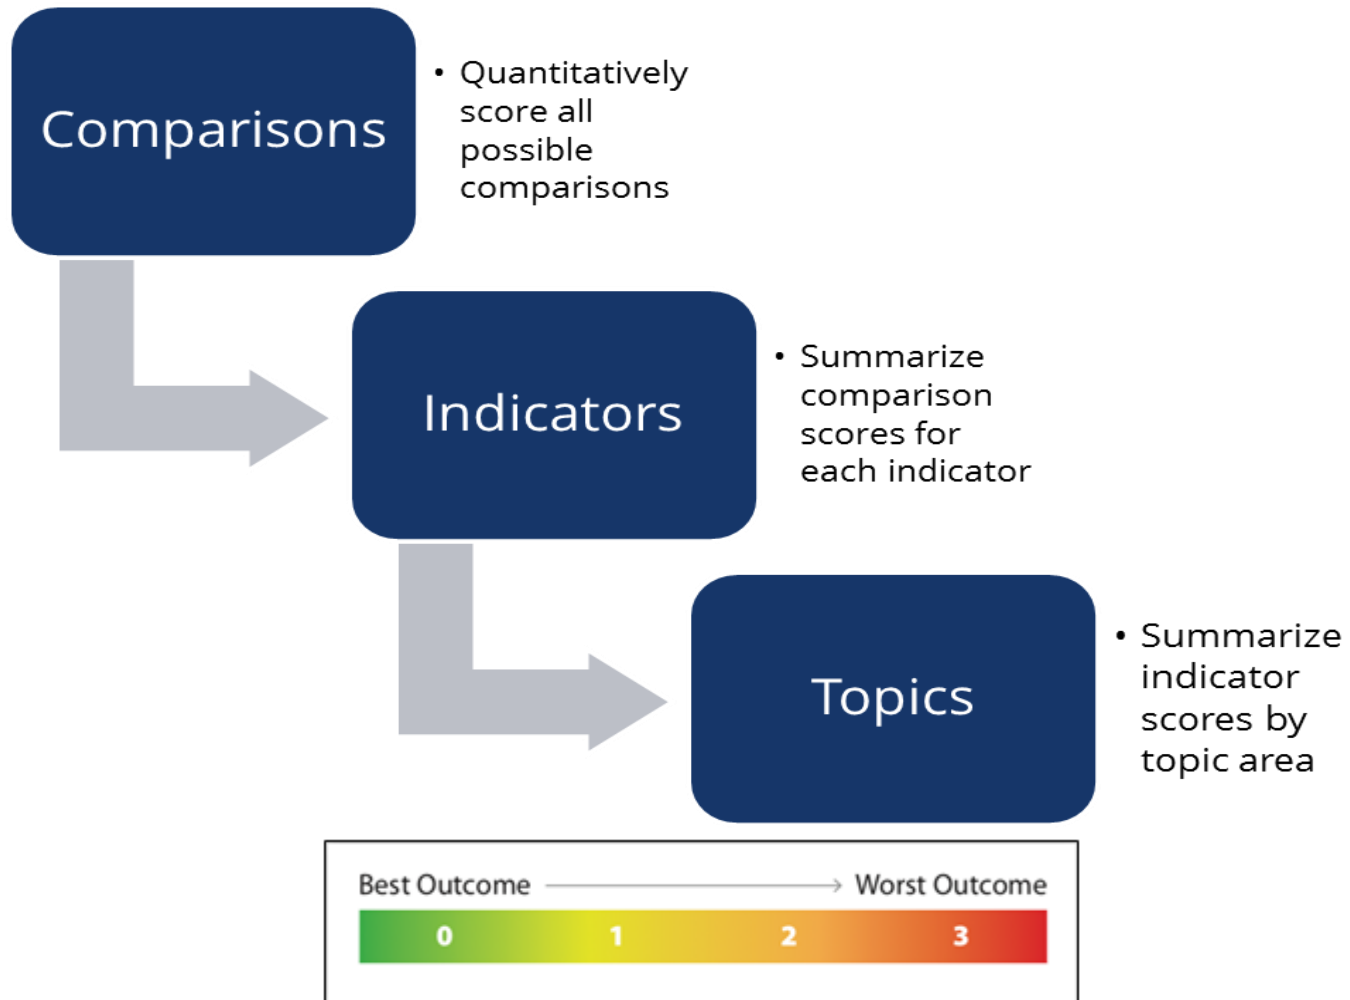 Comparisons
• Quantitatively
score all
possible
comparisons
Indicators
• Summarize
comparison
scores for
each indicator
Topics
• Summarize
indicator
scores by
topic area
Best Outcome → Worst Outcome
0 1 2 3